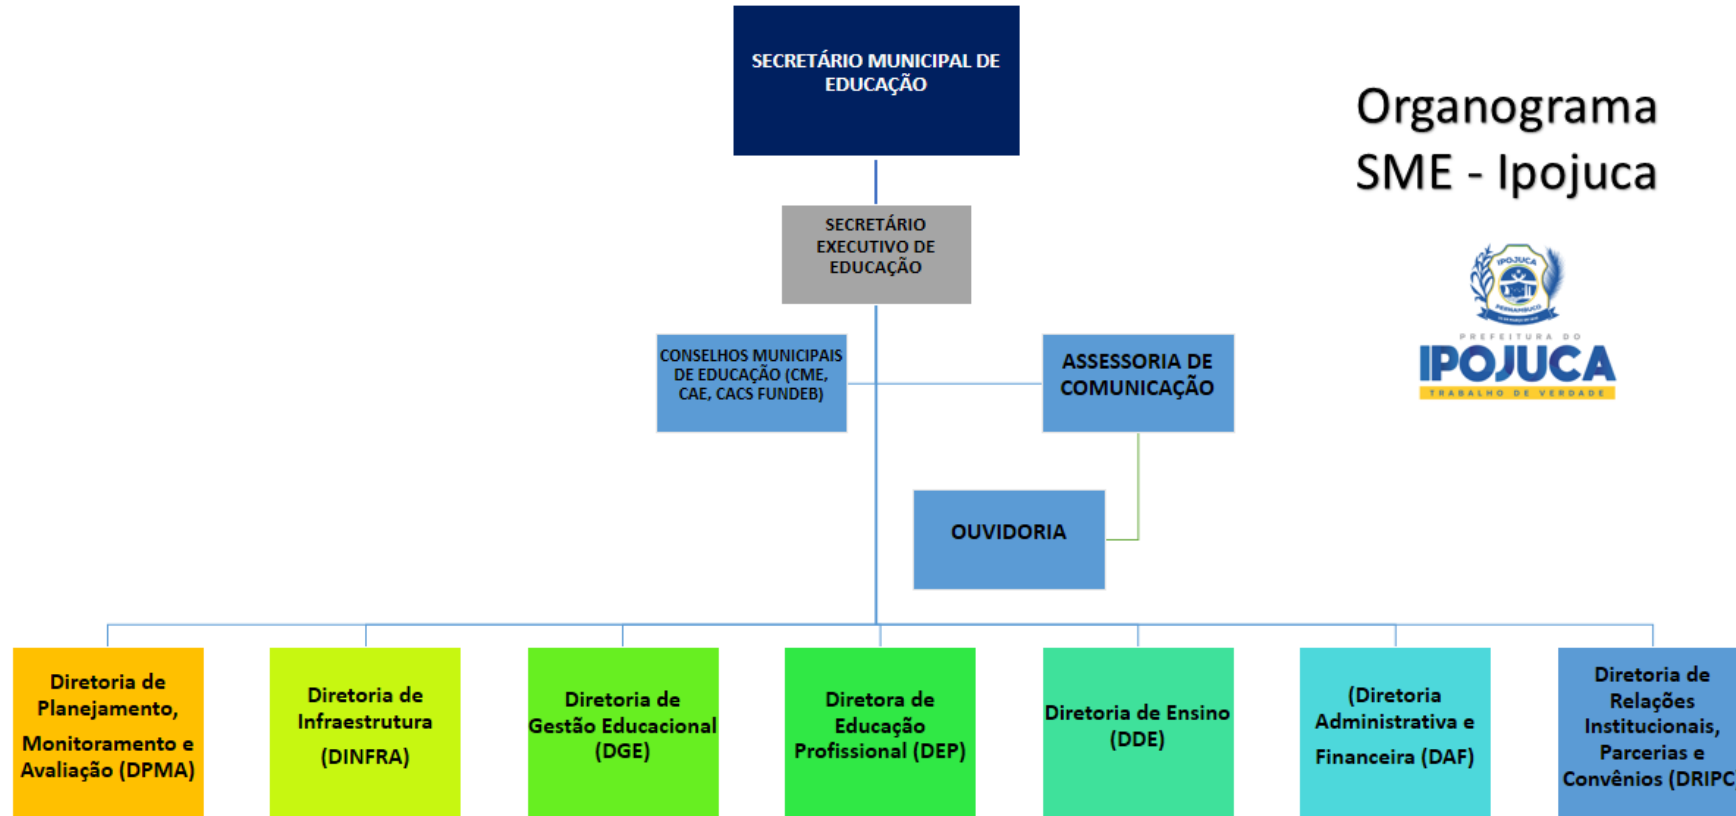 SECRETÁRIO MUNICIPAL DE
EDUCAÇÃO
Organograma
SME - Ipojuca
SECRETÁRIO
EXECUTIVO DE
EDUCAÇÃO
IPOJUCA
PERNAMBUCO
PREFEITURA DO
IPOJUCA
TRABALHO DE VERDADE
CONSELHOS MUNICIPAIS
DE EDUCAÇÃO (CME,
CAE, CACS FUNDEB)
ASSESSORIA DE
COMUNICAÇÃO
OUVIDORIA
Diretoria de
Planejamento,
Monitoramento e
Avaliação (DPMA)
Diretoria de
Infraestrutura
(DINFRA)
Diretoria de
Gestão Educacional
(DGE)
Diretora de
Educação
Profissional (DEP)
Diretoria de Ensino
(DDE)
(Diretoria
Administrativa e
Financeira (DAF)
Diretoria de
Relações
Institucionais,
Parcerias e
Convênios (DRIPC